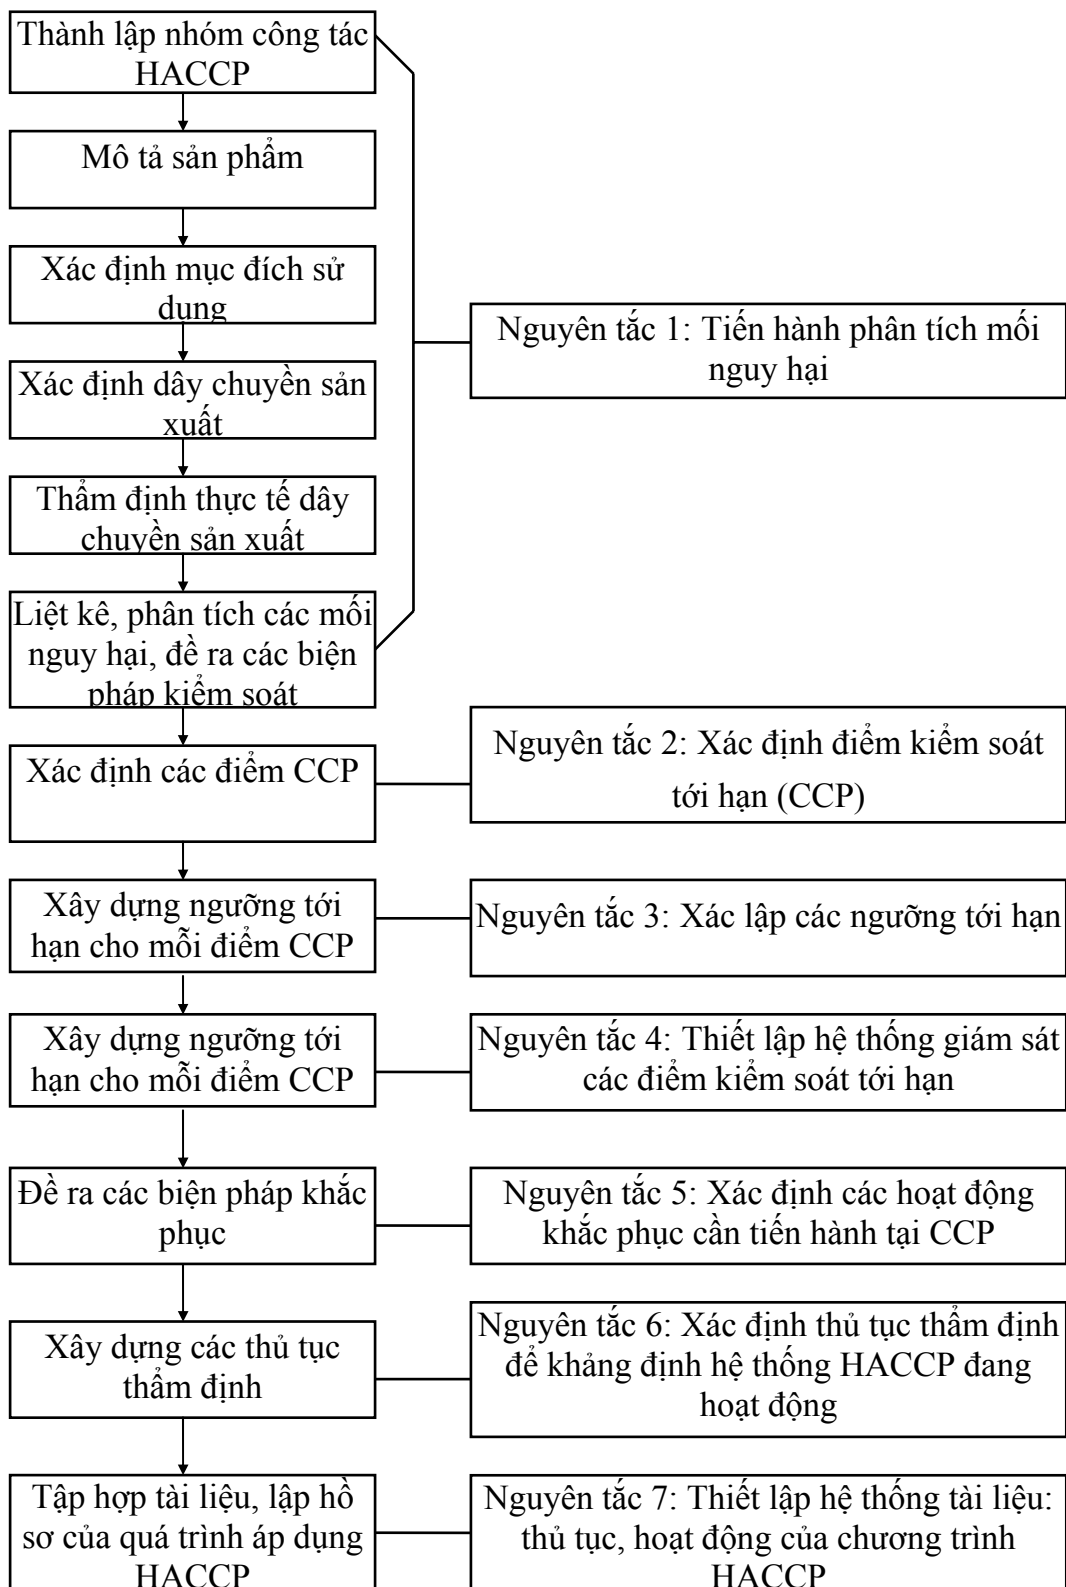 Thành lập nhóm công tác
HACCP
Mô tả sản phẩm
Xác định mục đích sử
dụng
Xác định dây chuyền sản
xuất
Thẩm định thực tế dây
chuyền sản xuất
Liệt kê, phân tích các mối
nguy hại, đề ra các biện
pháp kiểm soát
Nguyên tắc 1: Tiến hành phân tích mối
nguy hại
Xác định các điểm CCP
Nguyên tắc 2: Xác định điểm kiểm soát
tới hạn (CCP)
Xây dựng ngưỡng tới
hạn cho mỗi điểm CCP
Nguyên tắc 3: Xác lập các ngưỡng tới hạn
Xây dựng ngưỡng tới
hạn cho mỗi điểm CCP
Nguyên tắc 4: Thiết lập hệ thống giám sát
các điểm kiểm soát tới hạn
Đề ra các biện pháp khắc
phục
Nguyên tắc 5: Xác định các hoạt động
khắc phục cần tiến hành tại CCP
Xây dựng các thủ tục
thẩm định
Nguyên tắc 6: Xác định thủ tục thẩm định
để khảng định hệ thống HACCP đang
hoạt động
Tập hợp tài liệu, lập hồ
sơ của quá trình áp dụng
HACCP
Nguyên tắc 7: Thiết lập hệ thống tài liệu:
thủ tục, hoạt động của chương trình
HACCP